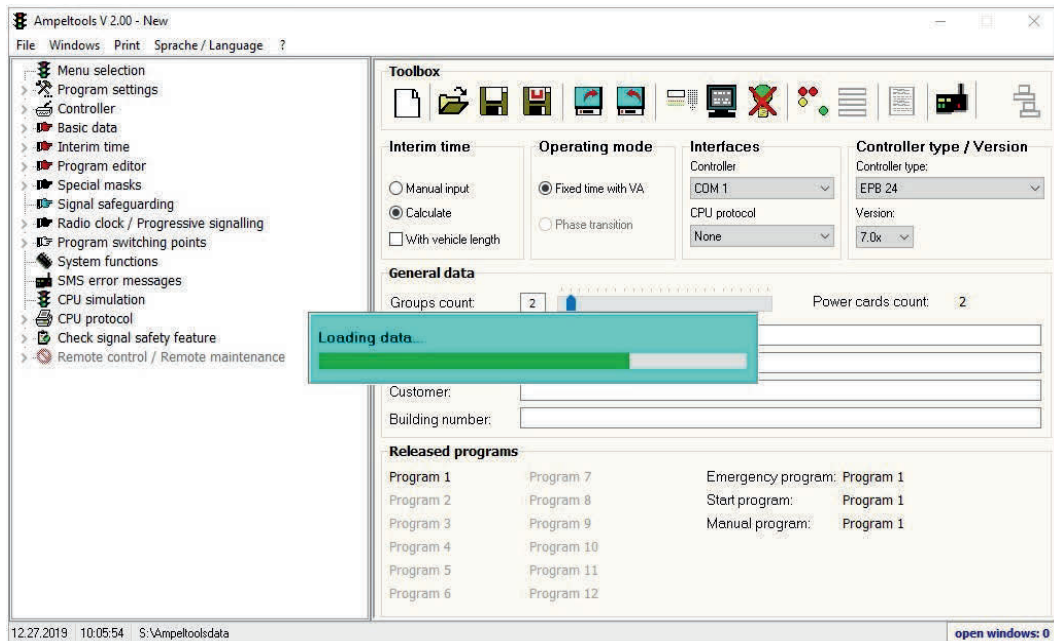 Ampeltools V 2.00 - New
File Windows Print Sprache / Language ?
Menu selection
Program settings
Controller
Basic data
Interim time
Program editor
Special masks
Signal safeguarding
Radio clock / Progressive signalling
Program switching points
System functions
SMS error messages
CPU simulation
CPU protocol
Check signal safety feature
Remote control / Remote maintenance
Toolbox
Interim time
Manual input
Calculate
With vehicle length
Operating mode
Fixed time with VA
Phase transition
Interfaces
Controller
COM 1
CPU protocol
None
Controller type / Version
Controller type:
EPB 24
Version:
7.0x
General data
Groups count: 2
Power cards count: 2
Loading data...
Customer:
Building number:
Released programs
Program 1
Program 2
Program 3
Program 4
Program 5
Program 6
Program 7
Program 8
Program 9
Program 10
Program 11
Program 12
Emergency program: Program 1
Start program: Program 1
Manual program: Program 1
12.27.2019 10:05:54 S:\Ampeltoolsdata
open windows: 0